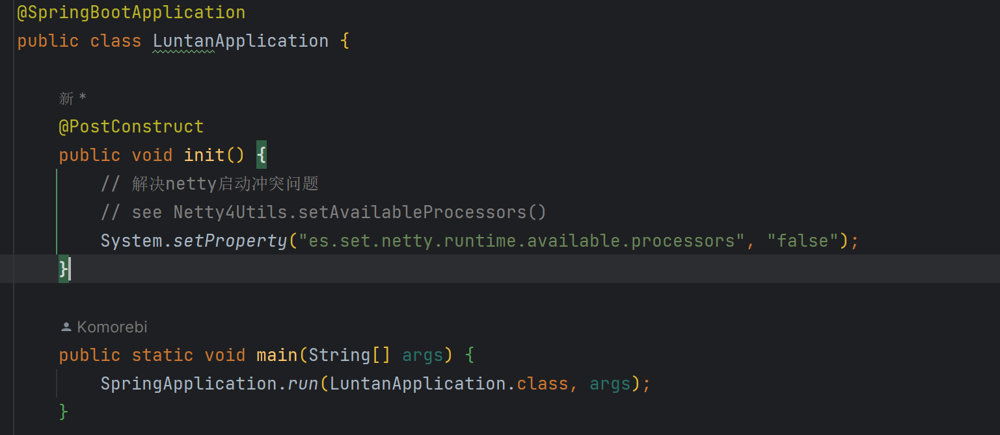 @SpringBootApplication
public class LuntanApplication {
新 *
@PostConstruct
public void init() {
// 解决netty启动冲突问题
// see Netty4Utils.setAvailableProcessors()
System.setProperty("es.set.netty.runtime.available.processors", "false");
}
Komorebi
public static void main(String[] args) {
SpringApplication.run(LuntanApplication.class, args);
}